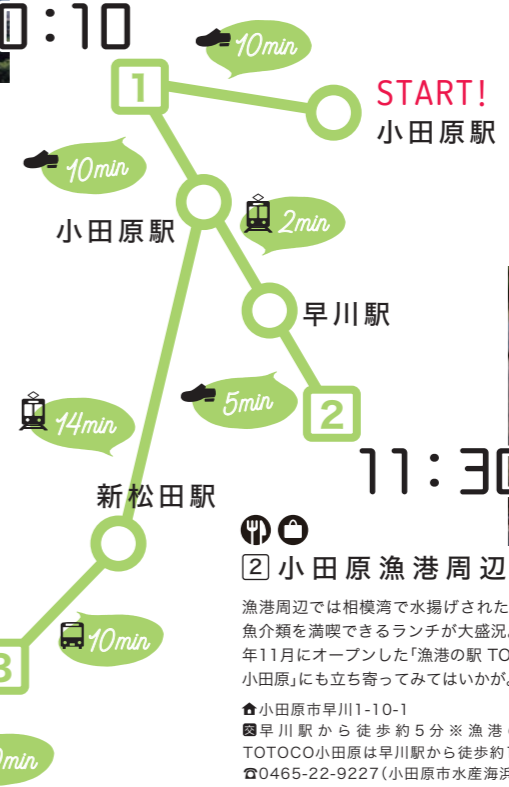 :10
10min
1
START!
小田原駅
10min
小田原駅
2min
早川駅
5min
2
14min
11:30
新松田駅
2 小田原漁港周辺
漁港周辺では相模湾で水揚げされた
魚介類を満喫できるランチが大盛況。
年11月にオープンした「漁港の駅 TO
小田原」にも立ち寄ってみてはいかが。
小田原市早川1-10-1
早川駅から徒歩約5分※漁港
TOTOCO小田原は早川駅から徒歩約
☎0465-22-9227(小田原市水産海浜
10min
3
min